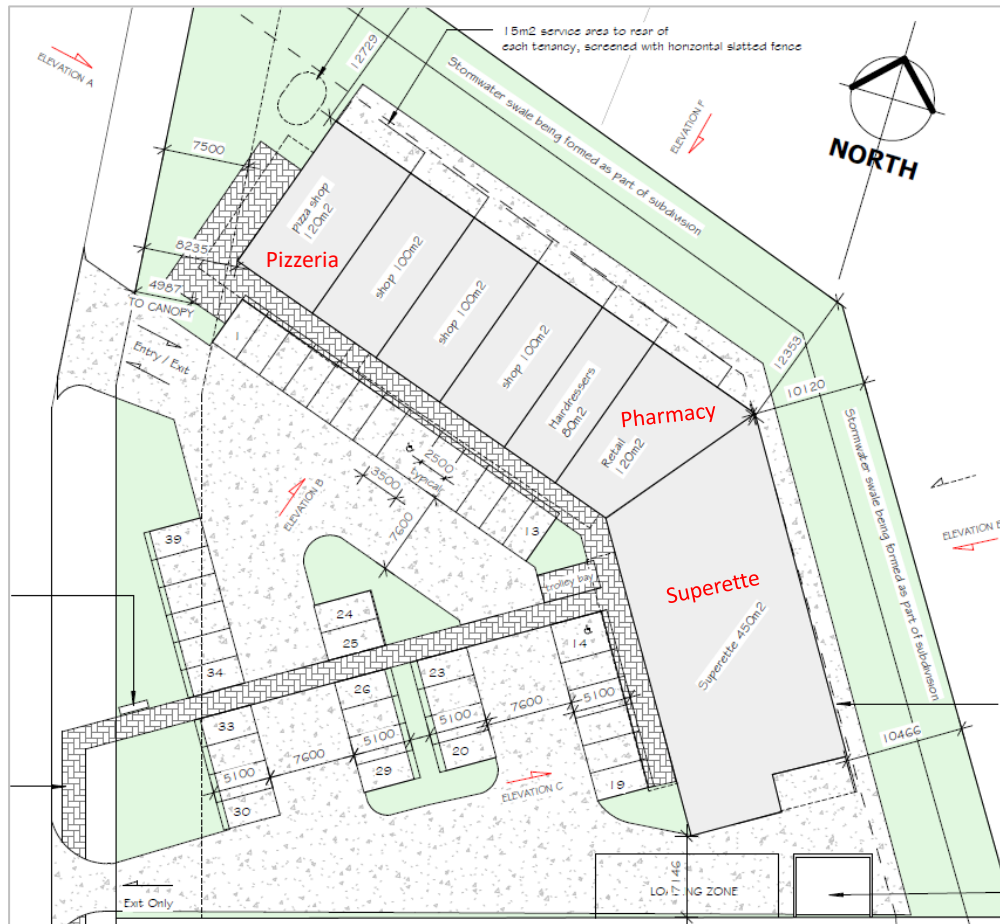 15m2 service area to rear of
each tenancy, screened with horizontal slatted fence
ELEVATION A
12729
Stormwater swale being formed as part of subdivision
ELEVATION F
NORTH
7500
pizza shop
120m2
Pizzeria
8235
shop 100m2
4987
TO CANOPY
shop 100m2
Entry / Exit
1
shop 100m2
12353
10120
Hairdressers
80m2
Pharmacy
Retail
120m2
Stormwater swale being formed as part of subdivision
2500
typical
3500
ELEVATION B
7600
13
ELEVATION E
39
trolley bay
Superette
Superette 450m2
24
25
14
34
23
26
33
5100
7600
5100
5100
7600
5100
20
29
19
30
10466
ELEVATION C
ZONE
Exit Only